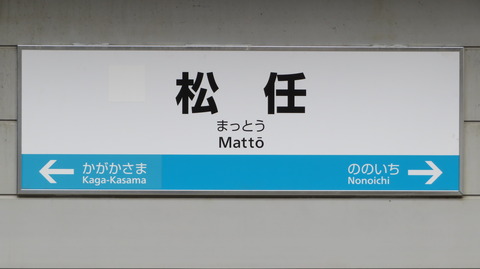 松任
まっとう
Mattō
かがかさま
Kaga-Kasama
ののいち
Nonoichi